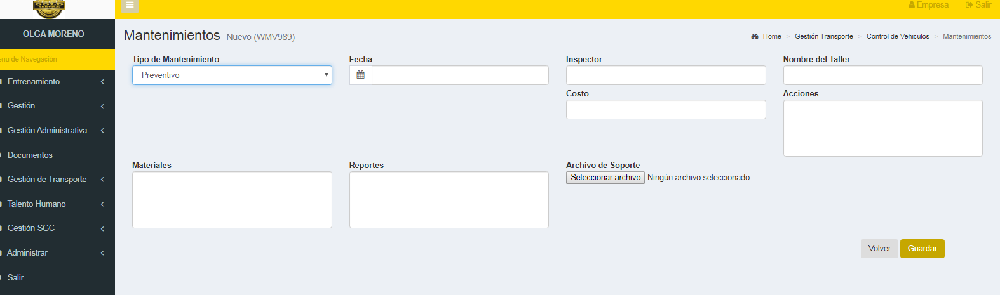 GOLD
SERVICE
Empresa
Salir
OLGA MORENO
enu de Navegación
Entrenamiento
Gestión
Gestión Administrativa
Documentos
Gestión de Transporte
Talento Humano
Gestión SGC
Administrar
Salir
Mantenimientos Nuevo (WMV989)
Home > Gestión Transporte > Control de Vehiculos > Mantenimientos
Tipo de Mantenimiento
Preventivo
Fecha
Inspector
Nombre del Taller
Costo
Acciones
Materiales
Reportes
Archivo de Soporte
Seleccionar archivo Ningún archivo seleccionado
Volver
Guardar